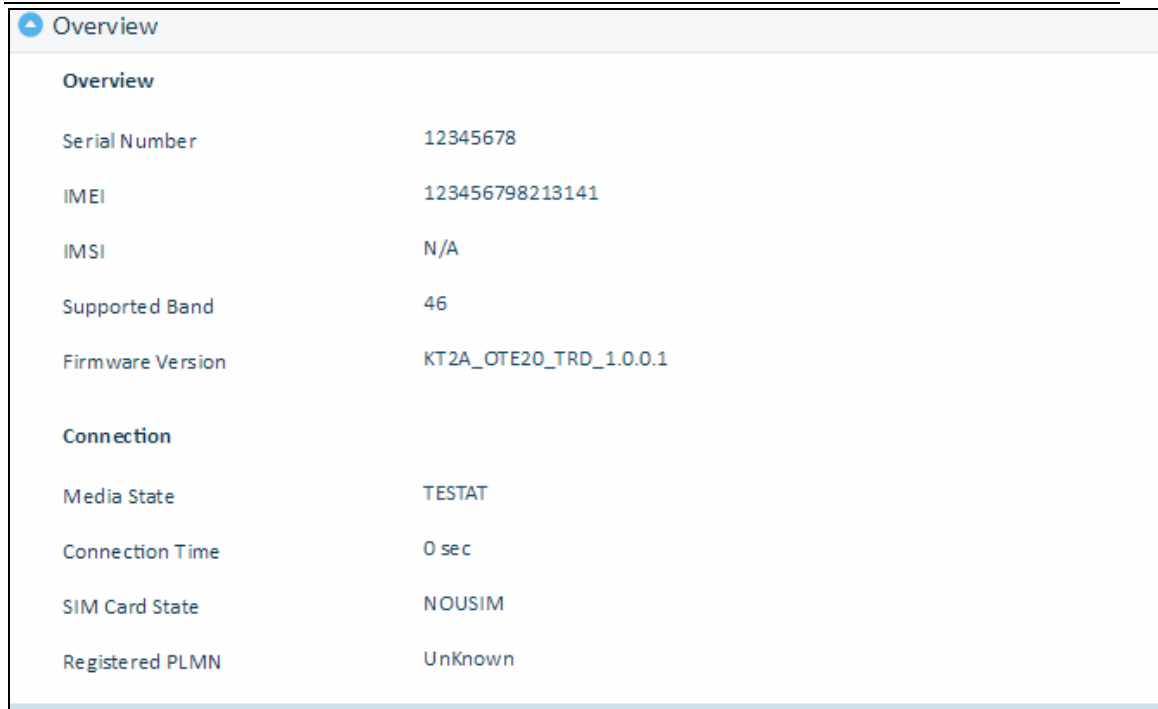 Overview
Overview
Serial Number 12345678
IMEI 123456798213141
IMSI N/A
Supported Band 46
Firmware Version KT2A_OTE20_TRD_1.0.0.1
Connection
Media State TESTAT
Connection Time 0 sec
SIM Card State NOUSIM
Registered PLMN UnKnown